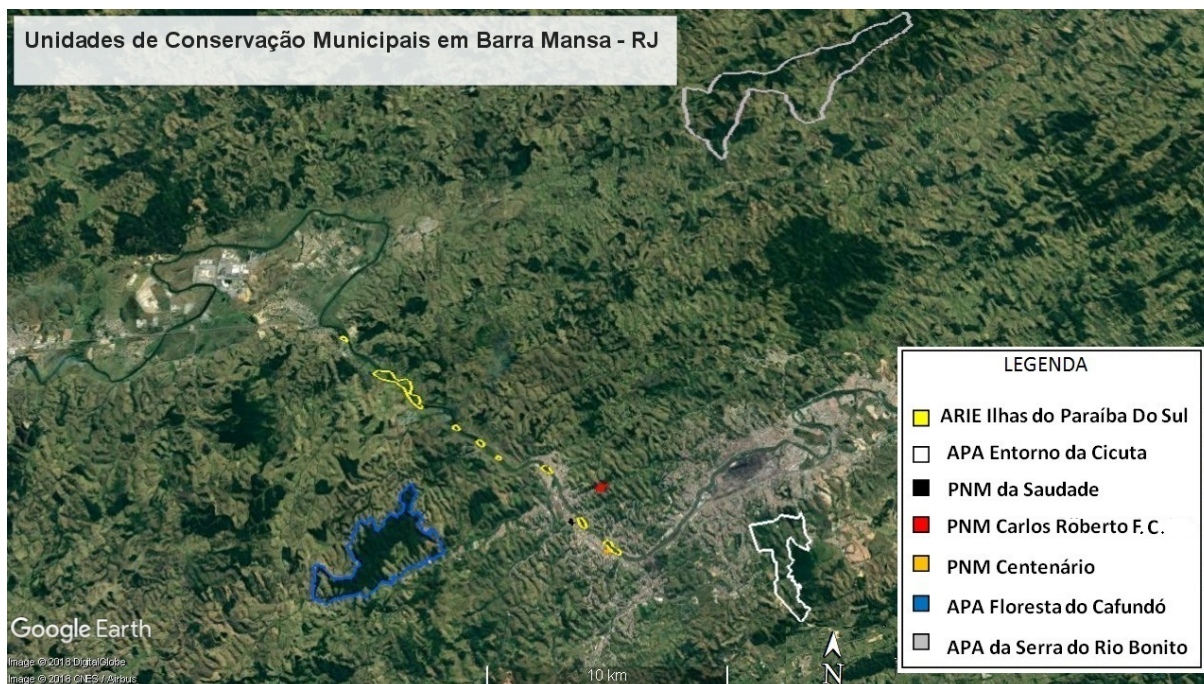 Unidades de Conservação Municipais em Barra Mansa - RJ
LEGENDA
ARIE Ilhas do Paraíba Do Sul
APA Entorno da Cicuta
PNM da Saudade
PNM Carlos Roberto F.C.
PNM Centenário
APA Floresta do Cafundó
APA da Serra do Rio Bonito
Google Earth
Image © 2018 DigitalGlobe
Image © 2018 CNES / Airbus
10 km
N